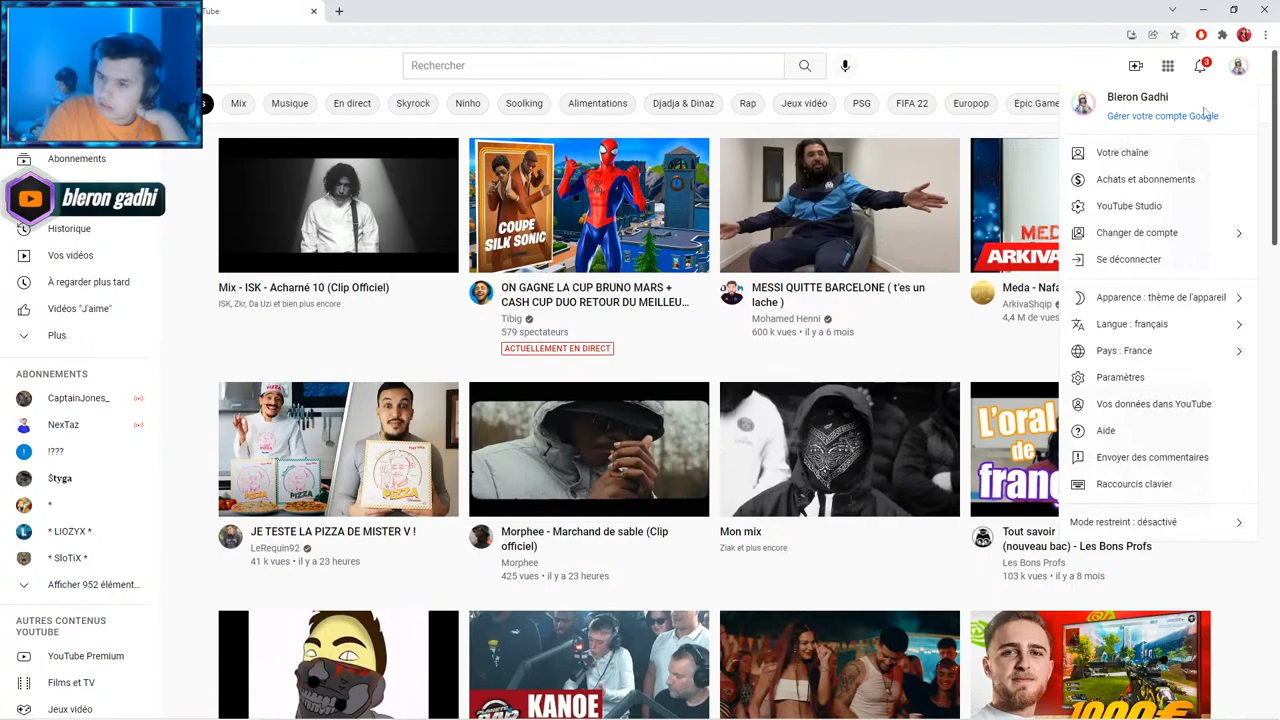 Tube
Rechercher
3
s
Mix
Musique
En direct
Skyrock
Ninho
Soolking
Alimentations
Djadja & Dinaz
Rap
Jeux vidéo
PSG
FIFA 22
Europop
Epic Game
Bleron Gadhi
Gérer votre compte Google
Votre chaîne
Achats et abonnements
YouTube Studio
Changer de compte
Se déconnecter
Apparence : thème de l'appareil
Langue : français
Pays : France
Paramètres
Vos données dans YouTube
Aide
Envoyer des commentaires
Raccourcis clavier
Mode restreint : désactivé
Abonnements
bleron gadhi
Historique
Vos vidéos
À regarder plus tard
Vidéos "J'aime"
Plus
ABONNEMENTS
CaptainJones_
NexTaz
!???
$tyga
*
* LIOZYX *
* SloTiX *
Afficher 952 élément...
AUTRES CONTENUS
YOUTUBE
YouTube Premium
Films et TV
Jeux vidéo
Mix - ISK - Acharné 10 (Clip Officiel)
ISK, Zkr, Da Uzi et bien plus encore
COUPE
SILK SONIC
ON GAGNE LA CUP BRUNO MARS +
CASH CUP DUO RETOUR DU MEILLEU...
Tibig
579 spectateurs
ACTUELLEMENT EN DIRECT
MESSI QUITTE BARCELONE ( t'es un
lache )
Mohamed Henni
600 k vues • il y a 6 mois
MED
ARKIVA
Meda - Nafa
ArkivaShqip
4,4 M de vues
PIZZA
JE TESTE LA PIZZA DE MISTER V !
LeRequin92
41 k vues • il y a 23 heures
Morphee - Marchand de sable (Clip
officiel)
Morphee
425 vues • il y a 23 heures
Mon mix
Ziak et plus encore
L'oral
de
frança
Tout savoir
(nouveau bac) - Les Bons Profs
Les Bons Profs
103 k vues • il y a 8 mois
PLANÈTE
RAP
KANOE
1000 €